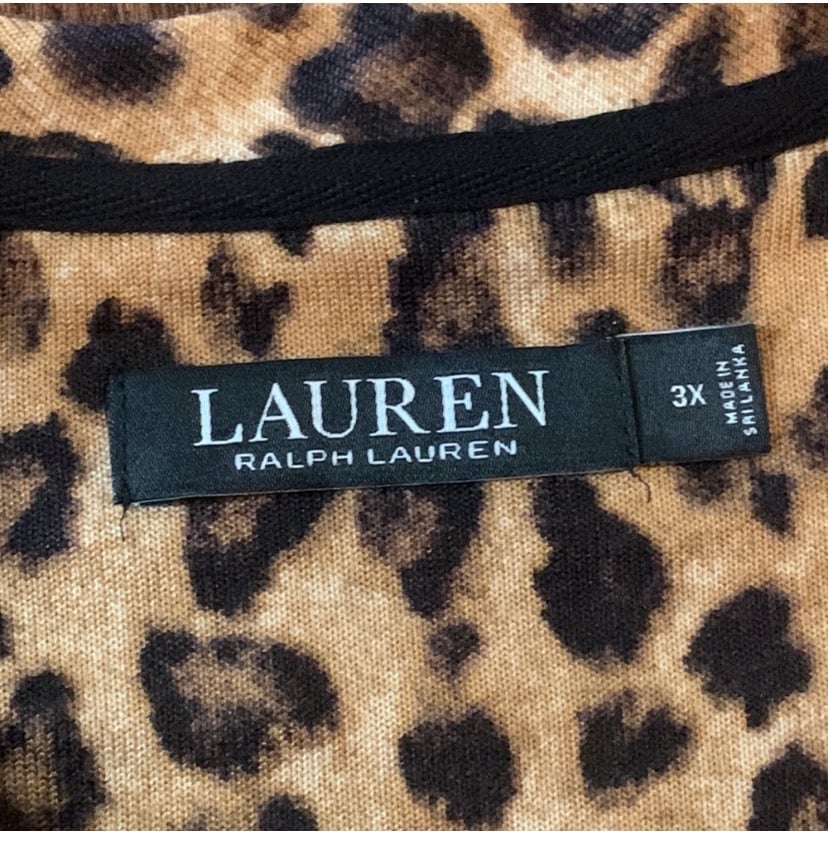 LAUREN
RALPH LAUREN
3X
MADE IN
SRI LANKA